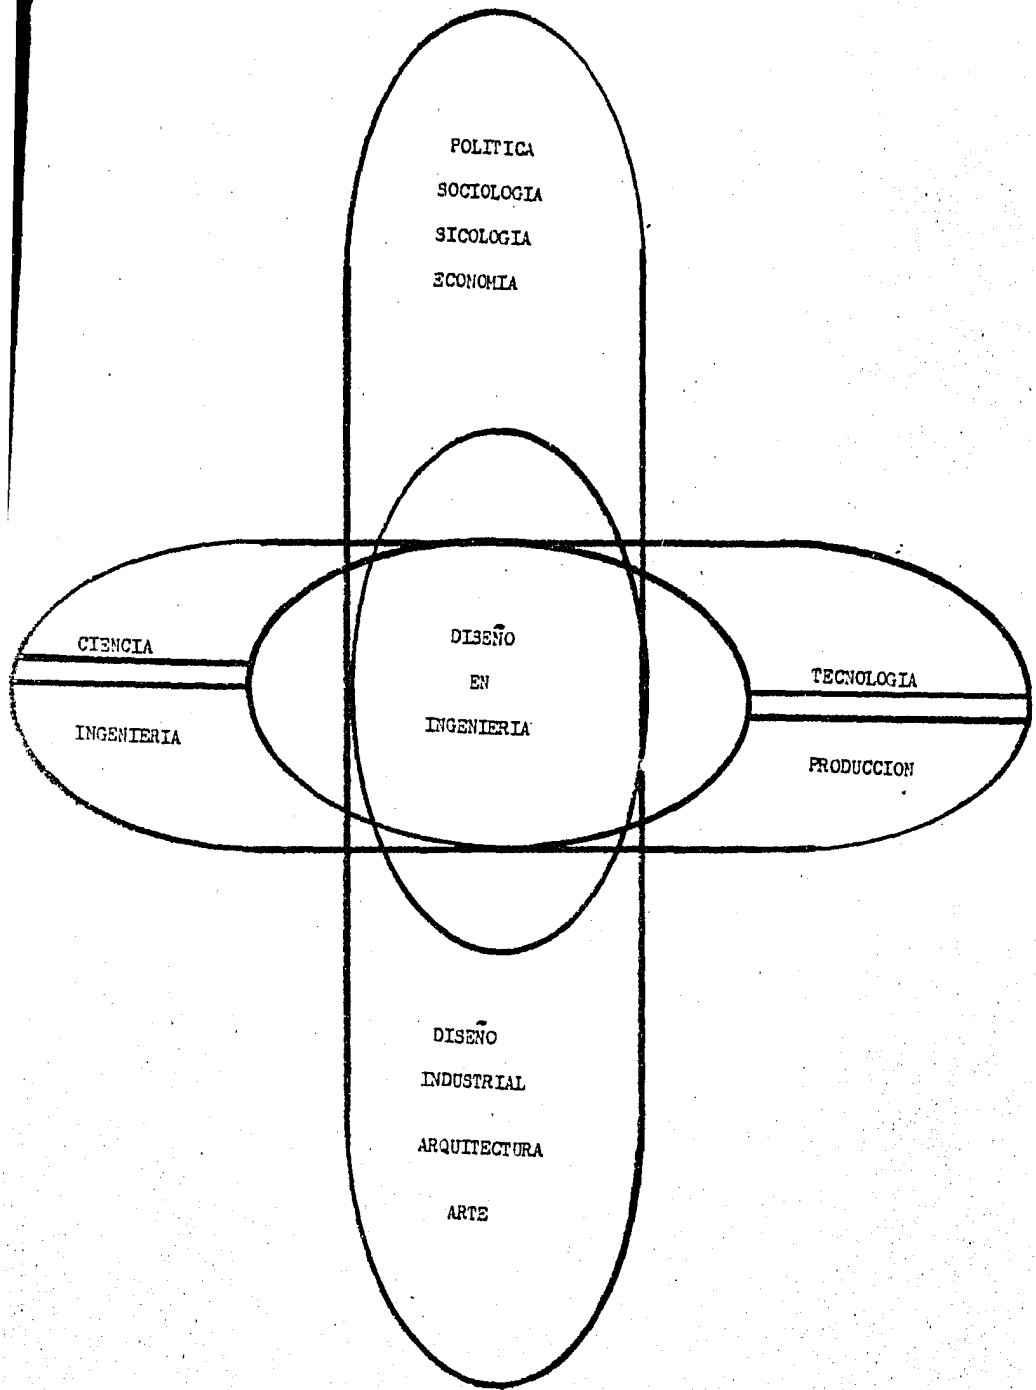 POLITICA
SOCIOLOGIA
SICOLOGIA
ECONOMIA
CIENCIA
INGENIERIA
DISEÑO
EN
INGENIERIA
TECNOLOGIA
PRODUCCION
DISEÑO
INDUSTRIAL
ARQUITECTURA
ARTE